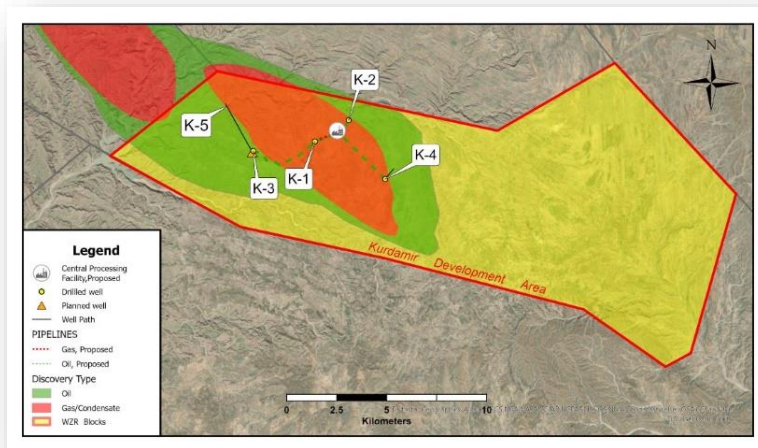 N
K-2
K-5
K-4
K-1
K-3
Kurdamir Development Area
Legend
Central Processing
Facility,Proposed
Drilled well
Planned well
Well Path
PIPELINES
Gas, Proposed
Oil, Proposed
Discovery Type
Oil
Gas/Condensate
WZR Blocks
0 2.5 5 10
Kilometers